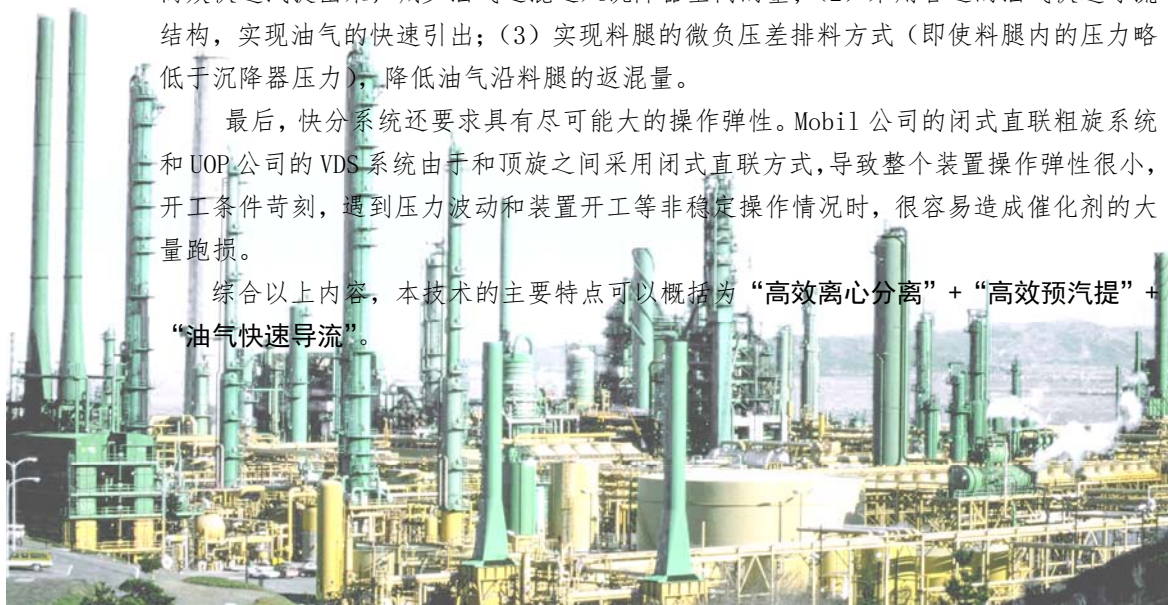 结构，实现油气的快速引出；（3）实现料腿的微负压差排料方式（即使料腿内的压力略
低于沉降器压力），降低油气沿料腿的返混量。
最后，快分系统还要求具有尽可能大的操作弹性。Mobil 公司的闭式直联粗旋系统
和 UOP 公司的 VDS 系统由于和顶旋之间采用闭式直联方式，导致整个装置操作弹性很小，
开工条件苛刻，遇到压力波动和装置开工等非稳定操作情况时，很容易造成催化剂的大
量跑损。
综合以上内容，本技术的主要特点可以概括为“高效离心分离”+“高效预汽提”+
“油气快速导流”。